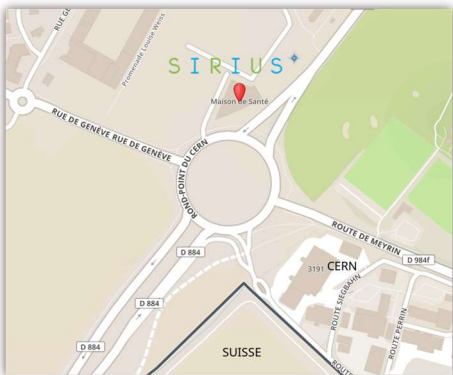 RUE GE
Promenade Louise Weiss
SIRIUS
Maison de Santé
RUE DE GENÈVE RUE DE GENÈVE
ROND-POINT DU CERN
ROUTE DE MEYRIN
D 884
D 984f
3191 CERN
D 884
ROUTE SIEGBAHN
ROUTE PERRIN
D 884
SUISSE
ROUTE